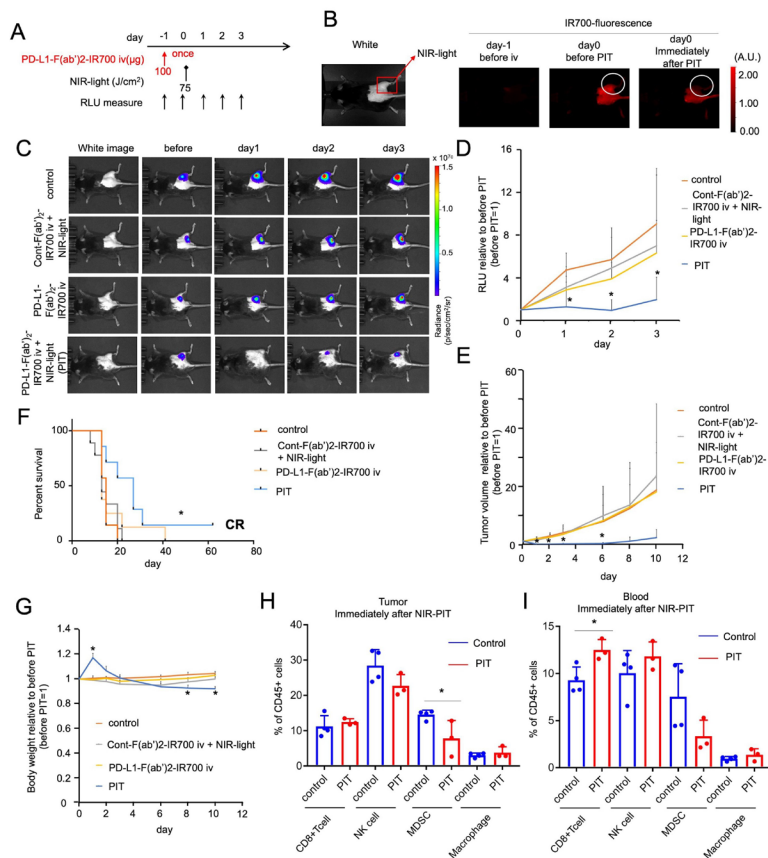 A
day
-1 0 1 2 3
PD-L1-F(ab')2-IR700 iv(μg)
once
100
NIR-light (J/cm²)
75
RLU measure
B
IR700-fluorescence
White
NIR-light
day-1
before iv
day0
before PIT
day0
Immediately
after PIT
(A.U.)
2.00
1.00
0.00
C
White image before day1 day2 day3
control
Cont-F(ab')₂-
IR700 iv +
NIR-light
PD-L1-
F(ab')₂-
IR700 iv
PD-L1-F(ab')₂-
IR700 iv +
NIR-light
(PIT)
1.5
1.0
0.5
Radiance
(p/sec/cm²/sr)
D
RLU relative to before PIT
(before PIT=1)
16
12
8
4
0
0 1 2 3
day
* * *
control
Cont-F(ab')2-
IR700 iv + NIR-
light
PD-L1-F(ab')2-
IR700 iv
PIT
E
Tumor volume relative to before PIT
(before PIT=1)
60
40
20
0
0 2 4 6 8 10 12
day
* * * *
control
Cont-F(ab')2-
IR700 iv +
NIR-light
PD-L1-F(ab')2-
IR700 iv
PIT
F
Percent survival
100
50
0
0 20 40 60 80
day
control
Cont-F(ab')2-IR700 iv
+ NIR-light
PD-L1-F(ab')2-IR700 iv
PIT
*
CR
G
Body weight relative to before PIT
(before PIT=1)
1.4
1.2
1
0.8
0.6
0.4
0.2
0
0 2 4 6 8 10 12
day
*
* *
control
Cont-F(ab')2-IR700 iv + NIR-light
PD-L1-F(ab')2-IR700 iv
PIT
H
Tumor
Immediately after NIR-PIT
Control
PIT
% of CD45+ cells
40
30
20
10
0
*
control PIT control PIT control PIT control PIT
CD8+Tcell NK cell MDSC Macrophage
I
Blood
Immediately after NIR-PIT
Control
PIT
% of CD45+ cells
15
10
5
0
*
control PIT control PIT control PIT control PIT
CD8+Tcell NK cell MDSC Macrophage